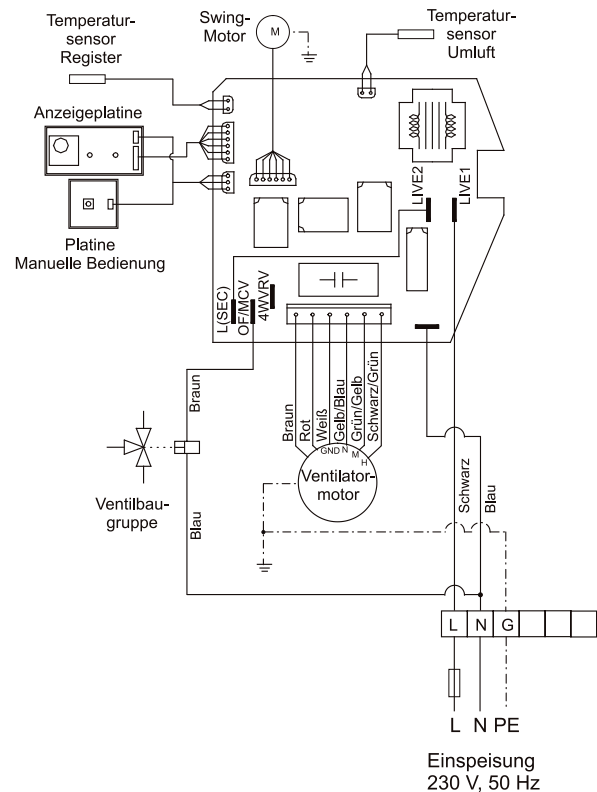 Temperatur-
sensor
Register
Swing-
Motor
M
Temperatur-
sensor
Umluft
Anzeigeplatine
Platine
Manuelle Bedienung
LIVE2
LIVE1
L(SEC)
OF/MCV
4WVRV
Braun
Rot
Weiß
Gelb/Blau
Grün/Gelb
Schwarz/Grün
GND
N
M
H
Ventilator-
motor
Braun
Ventilbau-
gruppe
Blau
Schwarz
Blau
L N G
L N PE
Einspeisung
230 V, 50 Hz